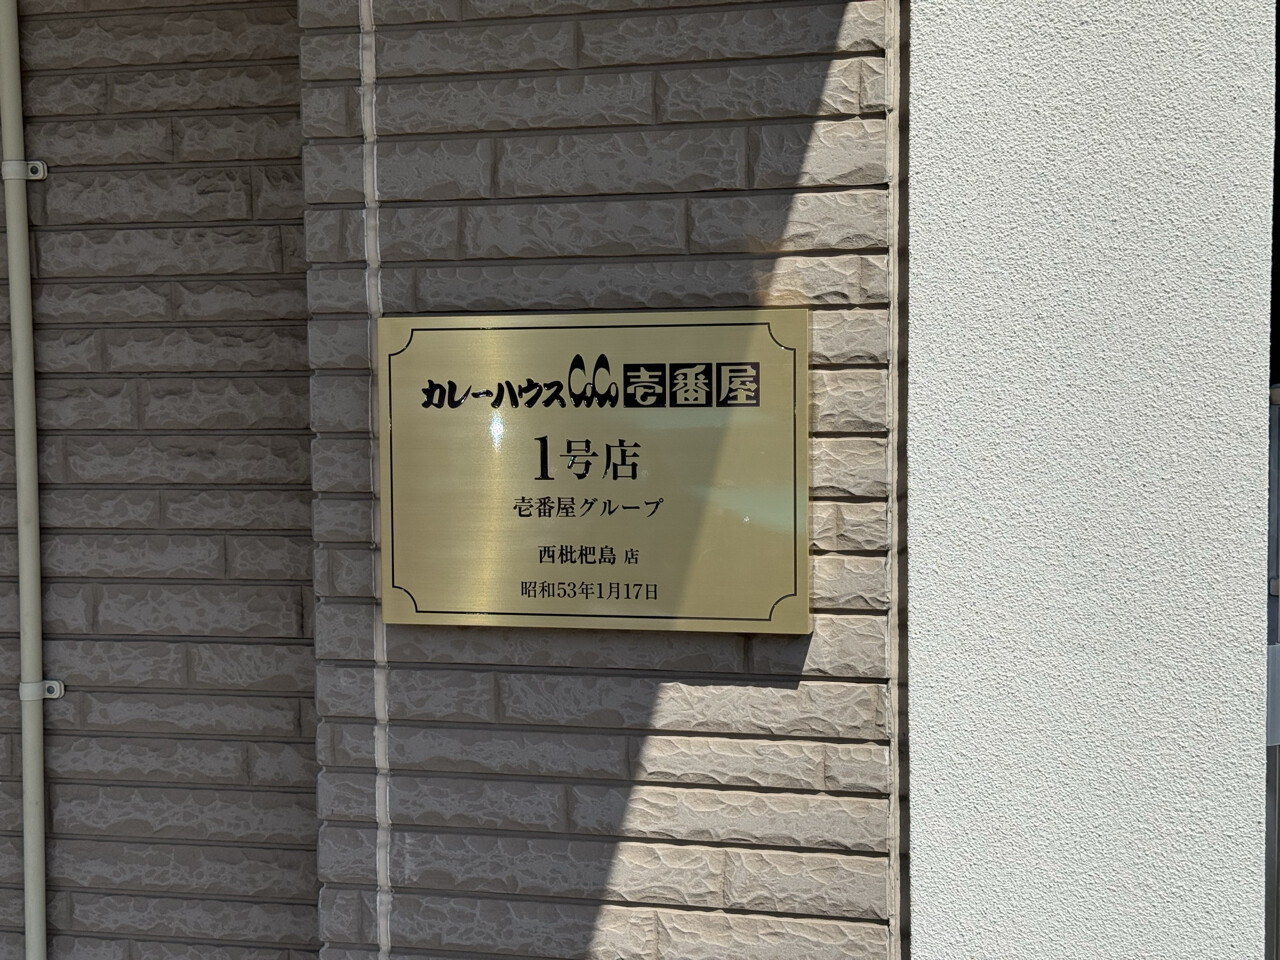 カレーハウスCoCo壱番屋
1号店
壱番屋グループ
西枇杷島 店
昭和53年1月17日